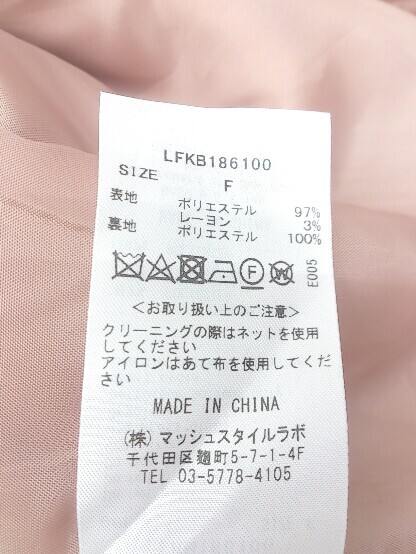 LFKB186100
SIZE
F
表地 ポリエステル 97%
レーヨン 3%
裏地 ポリエステル 100%
F W E005
<お取り扱い上のご注意>
クリーニングの際はネットを使用
してください
アイロンはあて布を使用してくだ
さい
MADE IN CHINA
(株)マッシュスタイルラボ
千代田区麹町5-7-1-4F
TEL 03-5778-4105